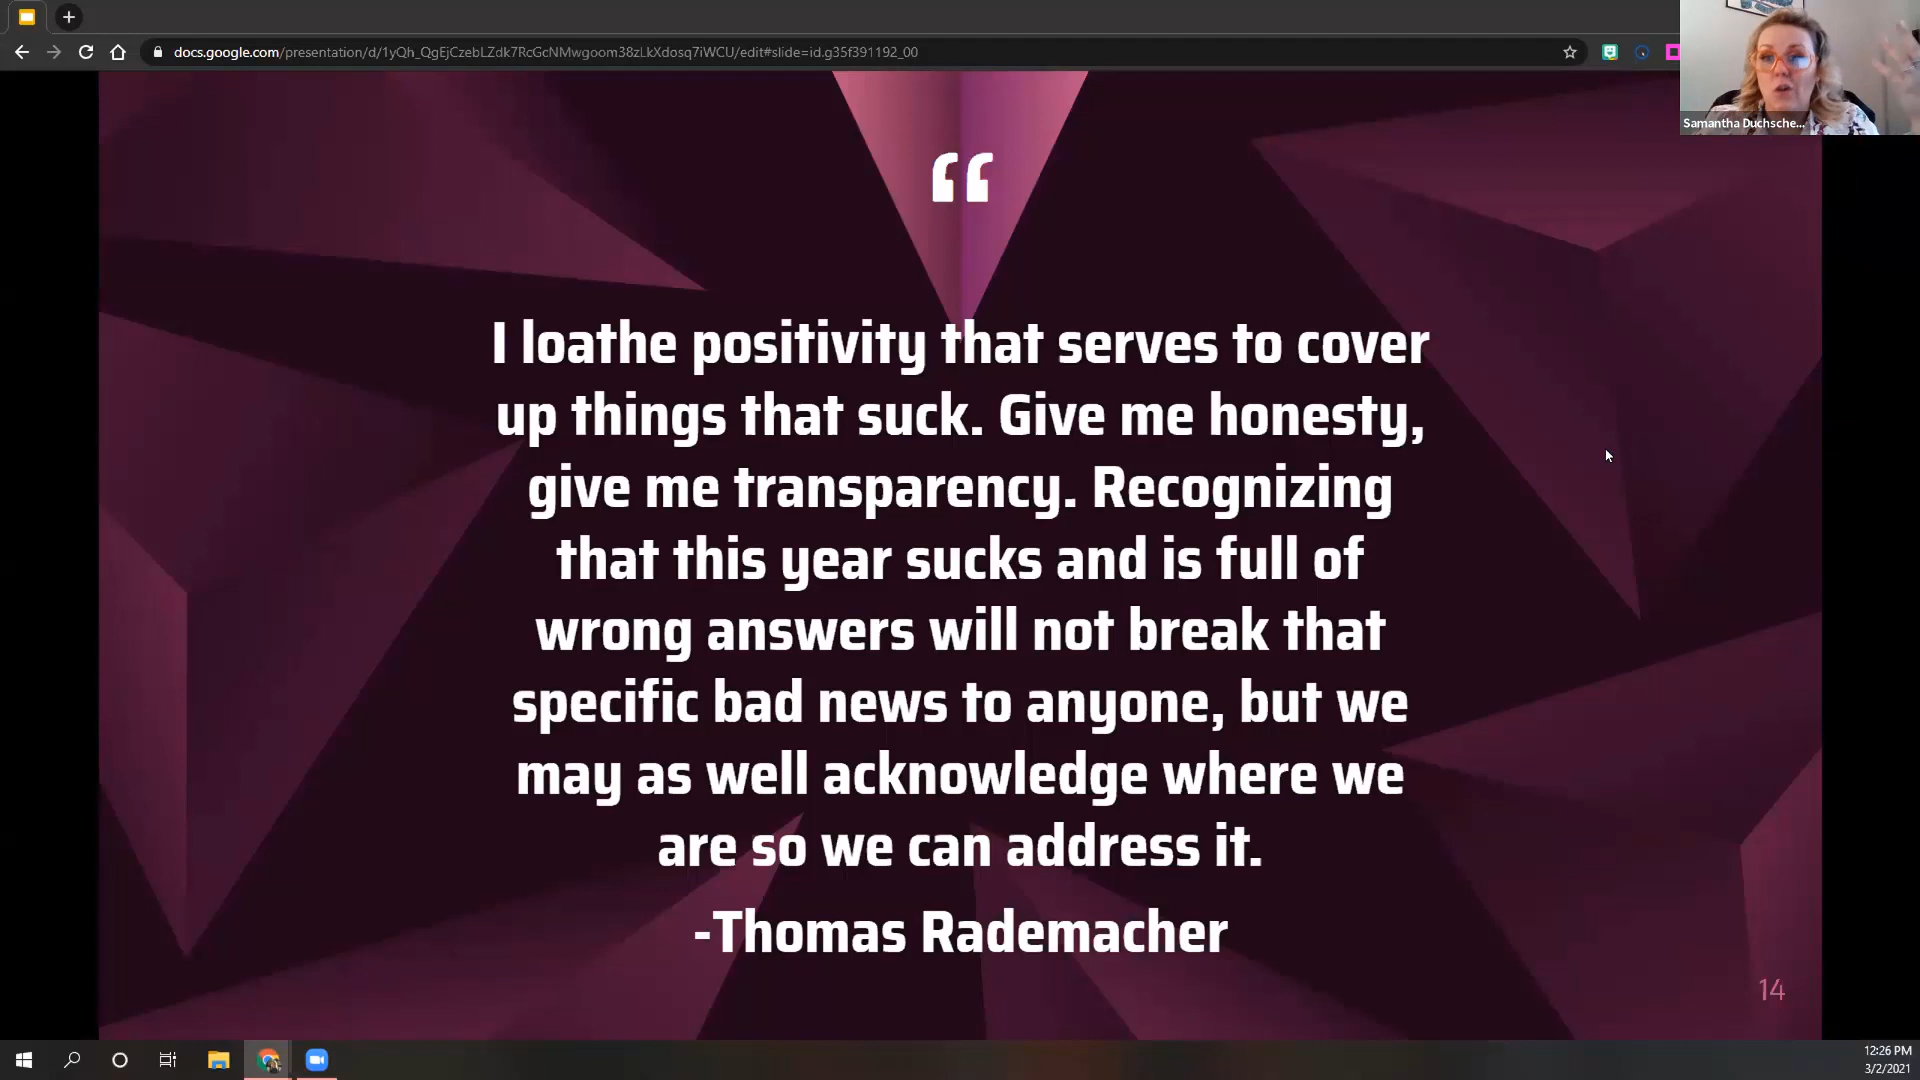 docs.google.com/presentation/d/1yQh_QgEjCzebLZdk7RcGcNMwgoom38zLkXdosq7iWCU/edit#slide=id.g35f391192_00
Samantha Duchsche...
“
I loathe positivity that serves to cover
up things that suck. Give me honesty,
give me transparency. Recognizing
that this year sucks and is full of
wrong answers will not break that
specific bad news to anyone, but we
may as well acknowledge where we
are so we can address it.
-Thomas Rademacher
14
12:26 PM
3/2/2021